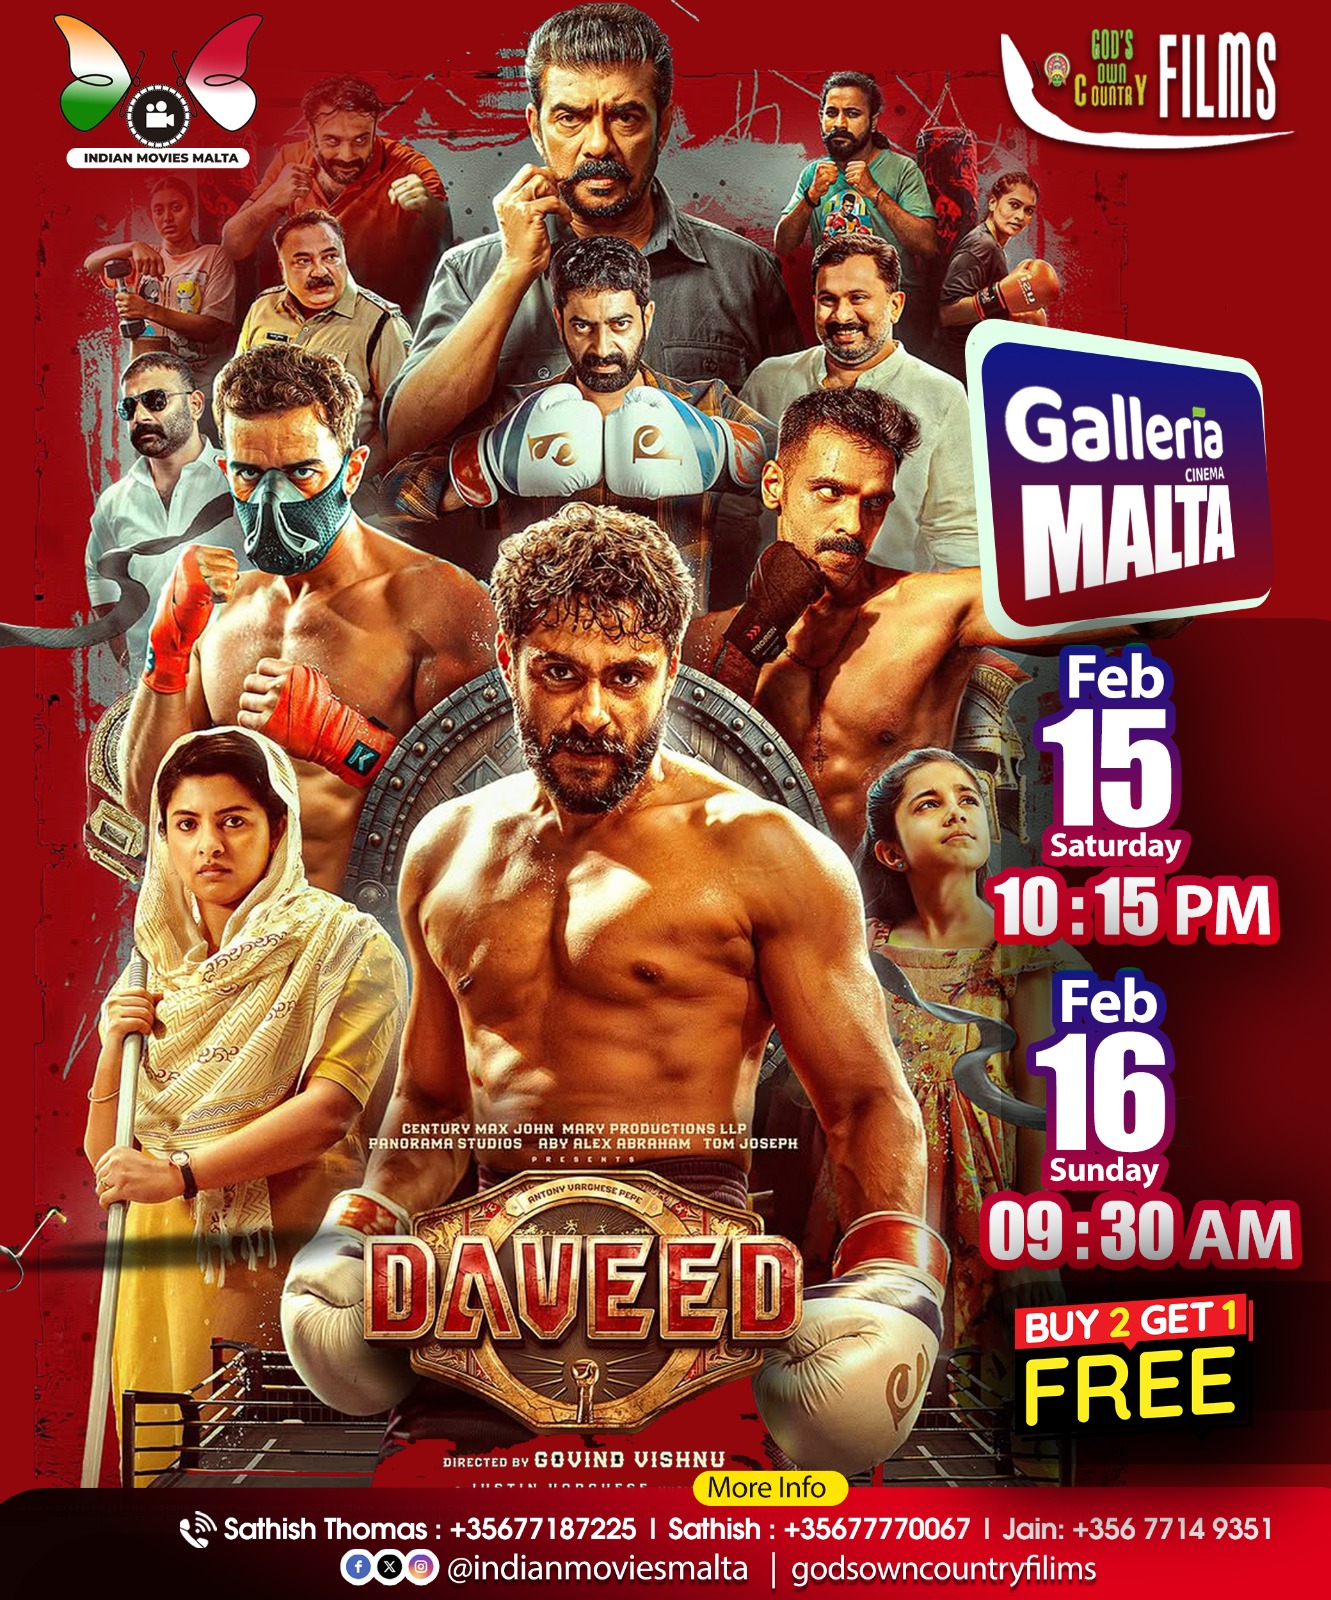 INDIAN MOVIES MALTA
GOD'S
OWN
COUNTRY
FILMS
Galleria
CINEMA
MALTA
Feb
15
Saturday
10 : 15 PM
Feb
16
Sunday
09 : 30 AM
BUY 2 GET 1
FREE
CENTURY MAX JOHN MARY PRODUCTIONS LLP
PANORAMA STUDIOS ABY ALEX ABRAHAM TOM JOSEPH
PRESENTS
ANTONY VARGHESE PEPE
DAVEED
DIRECTED BY GOVIND VISHNU
More Info
Sathish Thomas : +35677187225 | Sathish : +35677770067 | Jain: +356 7714 9351
@indianmoviesmalta | godsowncountryfilims